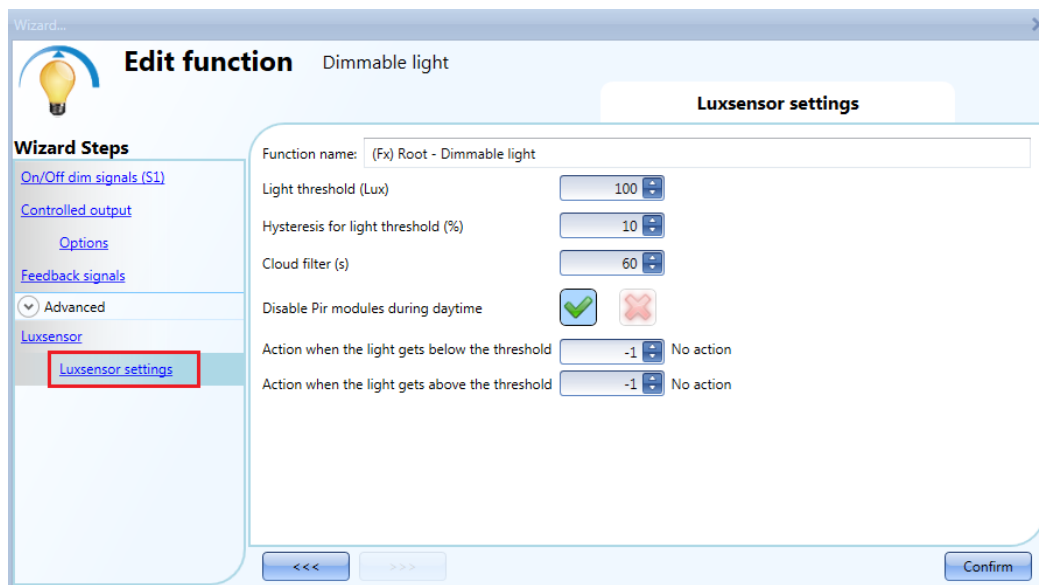 Wizard...
Edit function Dimmable light
Luxsensor settings
Wizard Steps
On/Off dim signals (S1)
Controlled output
Options
Feedback signals
Advanced
Luxsensor
Luxsensor settings
Function name: (Fx) Root - Dimmable light
Light threshold (Lux) 100
Hysteresis for light threshold (%) 10
Cloud filter (s) 60
Disable Pir modules during daytime
Action when the light gets below the threshold -1 No action
Action when the light gets above the threshold -1 No action
<<< >>> Confirm